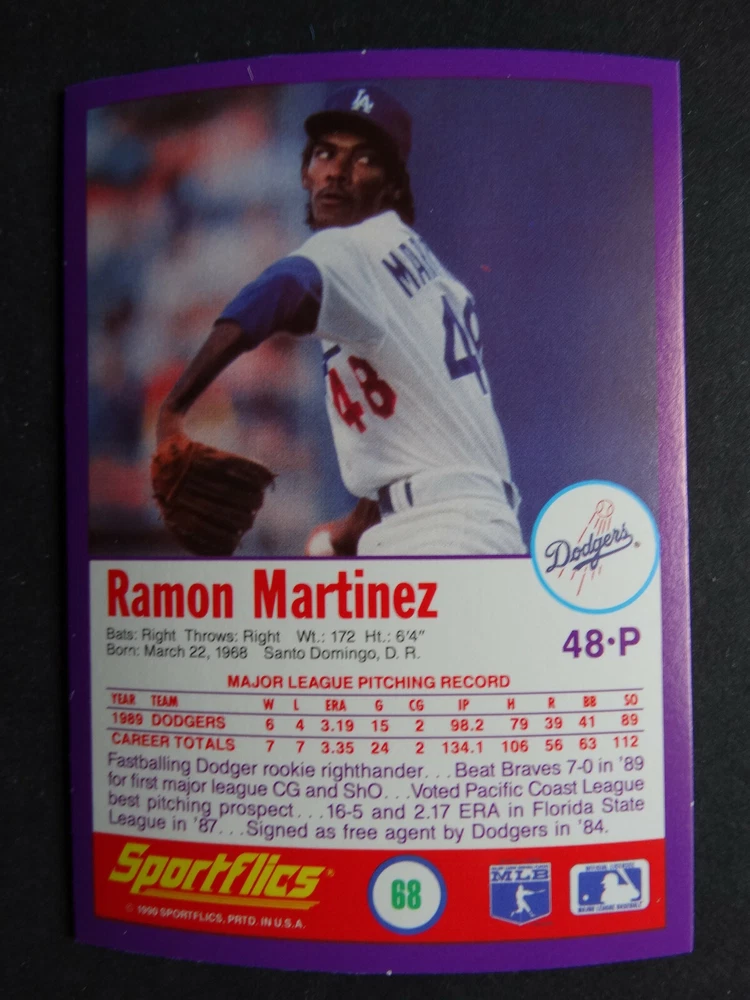 LA
MAR
48
48
Dodgers
Ramon Martinez
Bats: Right Throws: Right Wt.: 172 Ht.: 6'4"
Born: March 22, 1968 Santo Domingo, D. R.
48•P
MAJOR LEAGUE PITCHING RECORD
YEAR TEAM W L ERA G CG IP H R BB SO
1989 DODGERS 6 4 3.19 15 2 98.2 79 39 41 89
CAREER TOTALS 7 7 3.35 24 2 134.1 106 56 63 112
Fastballing Dodger rookie righthander. . .Beat Braves 7-0 in '89
for first major league CG and ShO. . .Voted Pacific Coast League
best pitching prospect. . .16-5 and 2.17 ERA in Florida State
League in '87. . .Signed as free agent by Dodgers in '84.
Sportflics®
© 1990 SPORTFLICS, PRTD. IN U.S.A.
68
MLB
MAJOR LEAGUE BASEBALL